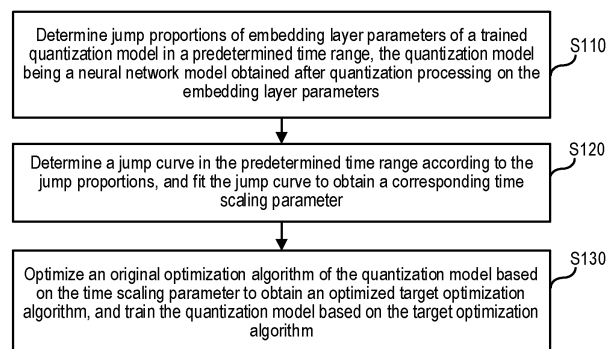 Determine jump proportions of embedding layer parameters of a trained
quantization model in a predetermined time range, the quantization model
being a neural network model obtained after quantization processing on the
embedding layer parameters
S110
Determine a jump curve in the predetermined time range according to the
jump proportions, and fit the jump curve to obtain a corresponding time
scaling parameter
S120
Optimize an original optimization algorithm of the quantization model based
on the time scaling parameter to obtain an optimized target optimization
algorithm, and train the quantization model based on the target optimization
algorithm
S130